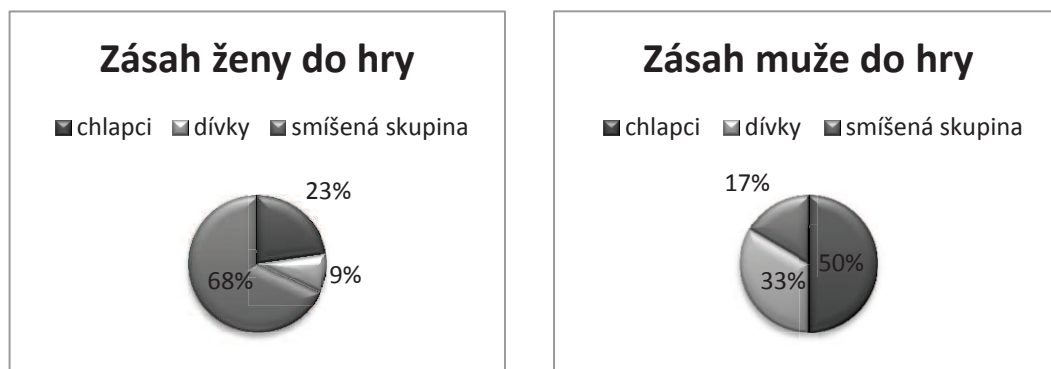 Zásah ženy do hry
chlapci dívky smíšená skupina
23%
9%
68%
Zásah muže do hry
chlapci dívky smíšená skupina
17%
50%
33%